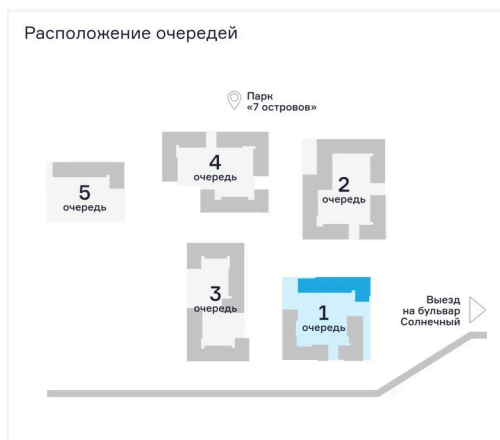 Расположение очередей
Парк
«7 островов»
4
очередь
5
очередь
2
очередь
3
очередь
1
очередь
Выезд
на бульвар
Солнечный